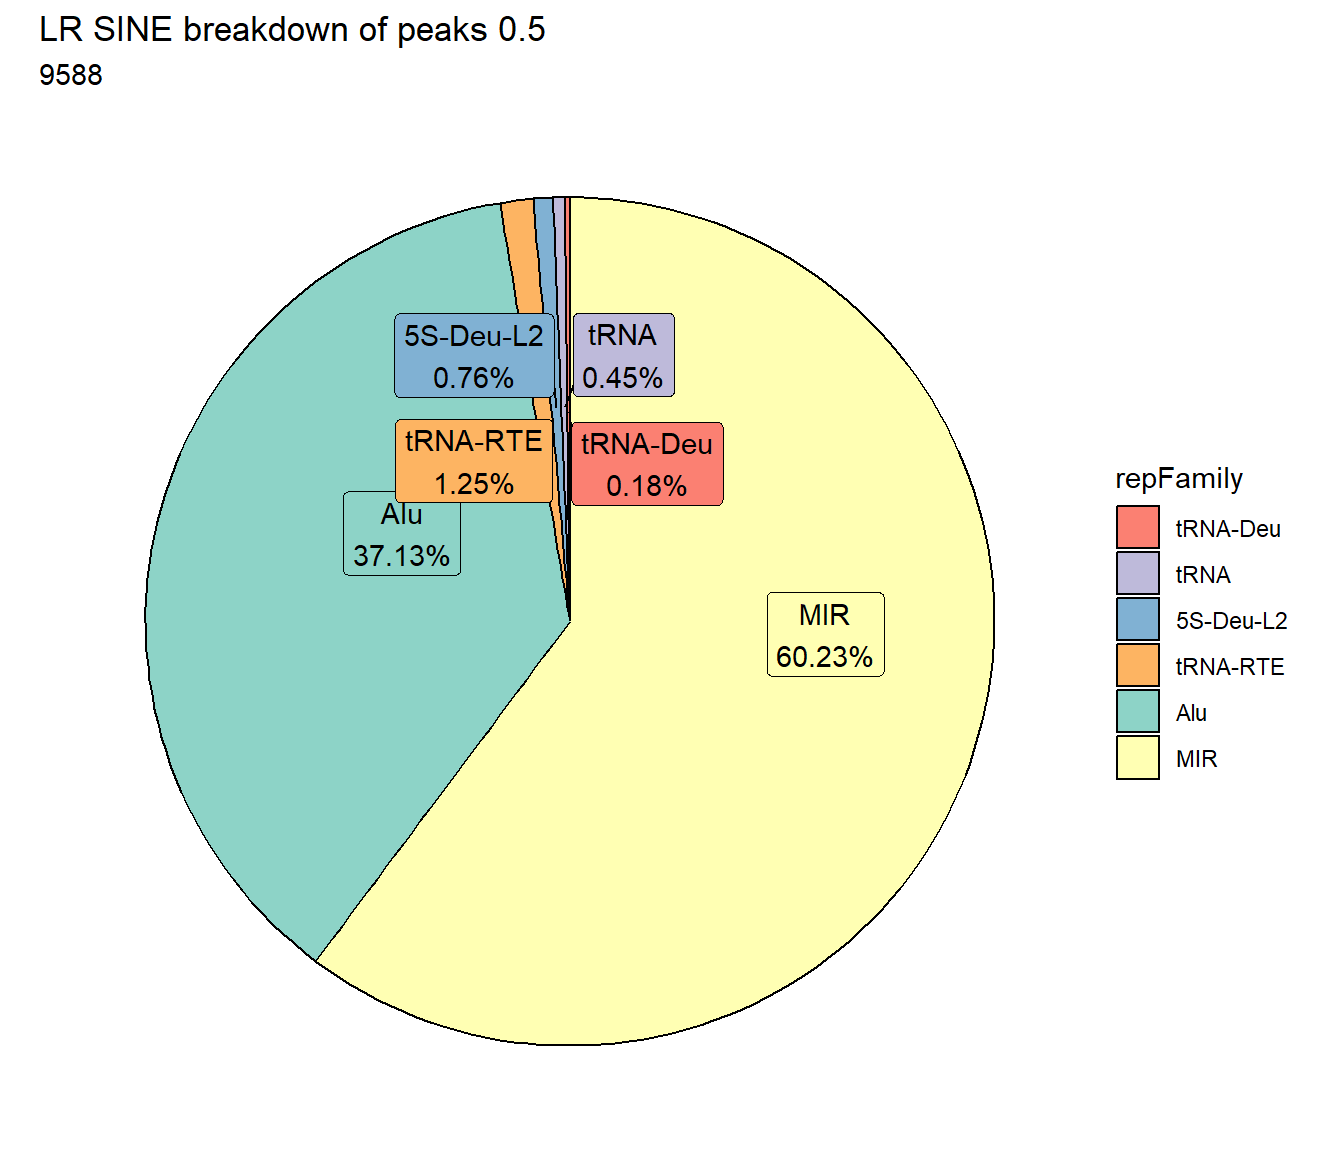 LR SINE breakdown of peaks 0.5
9588
5S-Deu-L2
0.76%
tRNA
0.45%
tRNA-RTE
1.25%
tRNA-Deu
0.18%
Alu
37.13%
MIR
60.23%
repFamily
tRNA-Deu
tRNA
5S-Deu-L2
tRNA-RTE
Alu
MIR